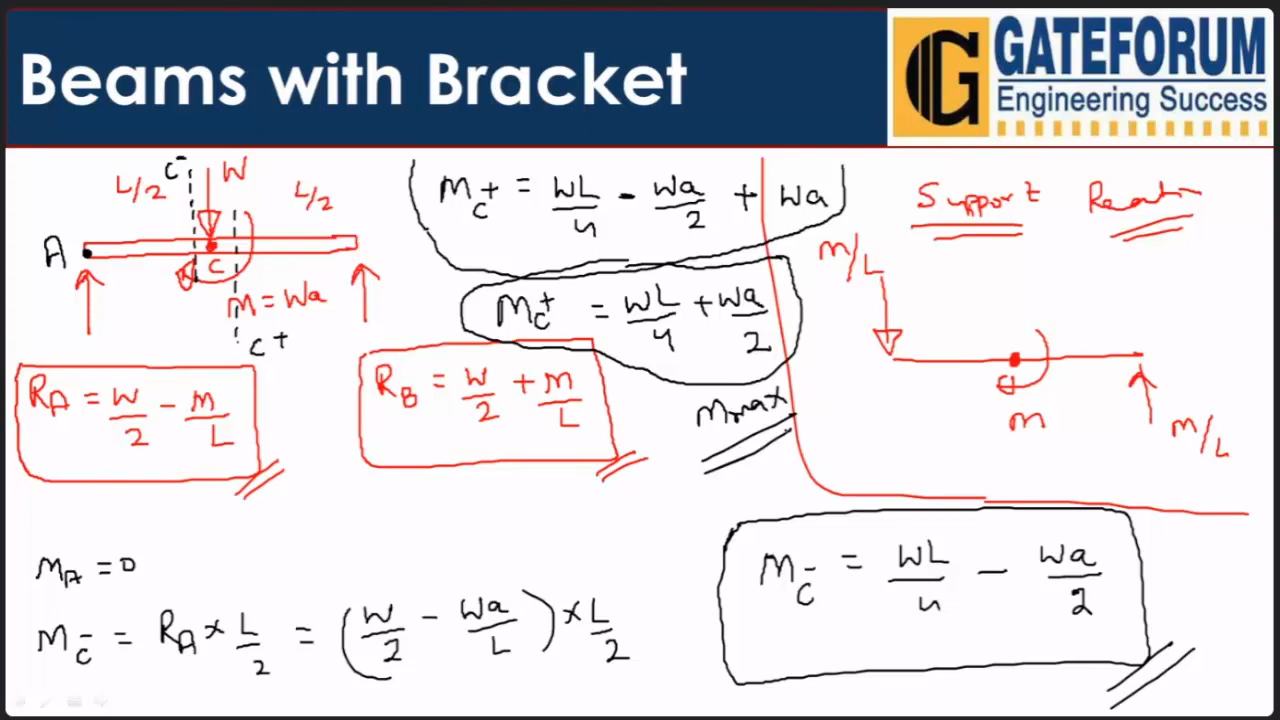 Beams with Bracket
GATEFORUM
Engineering Success
C⁻
W
L/2
L/2
A
C
M = Wa
C+
M_C⁺ = WL/4 - Wa/2 + Wa
M_C⁺ = WL/4 + Wa/2
Mmax
R_A = W/2 - M/L
R_B = W/2 + M/L
Support Reaction
M/L
M
M/L
M_A = 0
M_C⁻ = R_A × L/2 = (W/2 - Wa/L) × L/2
M_C⁻ = WL/4 - Wa/2